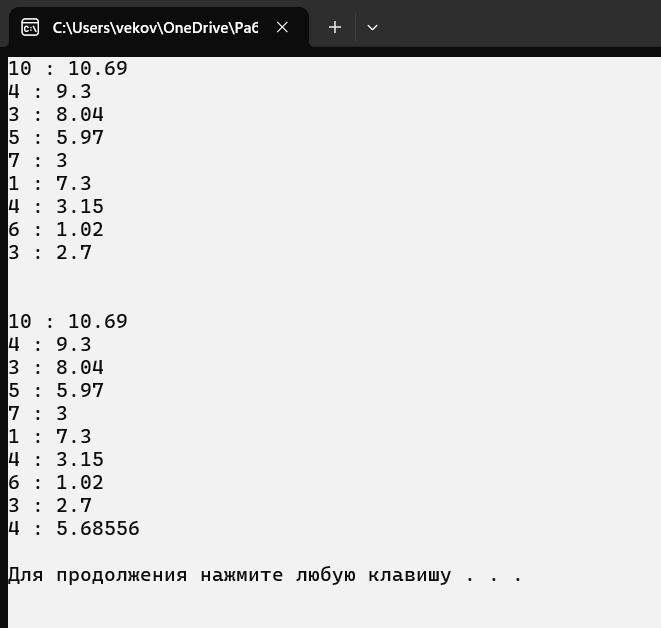 C:\Users\vekov\OneDrive\Раб
10 : 10.69
4 : 9.3
3 : 8.04
5 : 5.97
7 : 3
1 : 7.3
4 : 3.15
6 : 1.02
3 : 2.7
10 : 10.69
4 : 9.3
3 : 8.04
5 : 5.97
7 : 3
1 : 7.3
4 : 3.15
6 : 1.02
3 : 2.7
4 : 5.68556
Для продолжения нажмите любую клавишу . . .